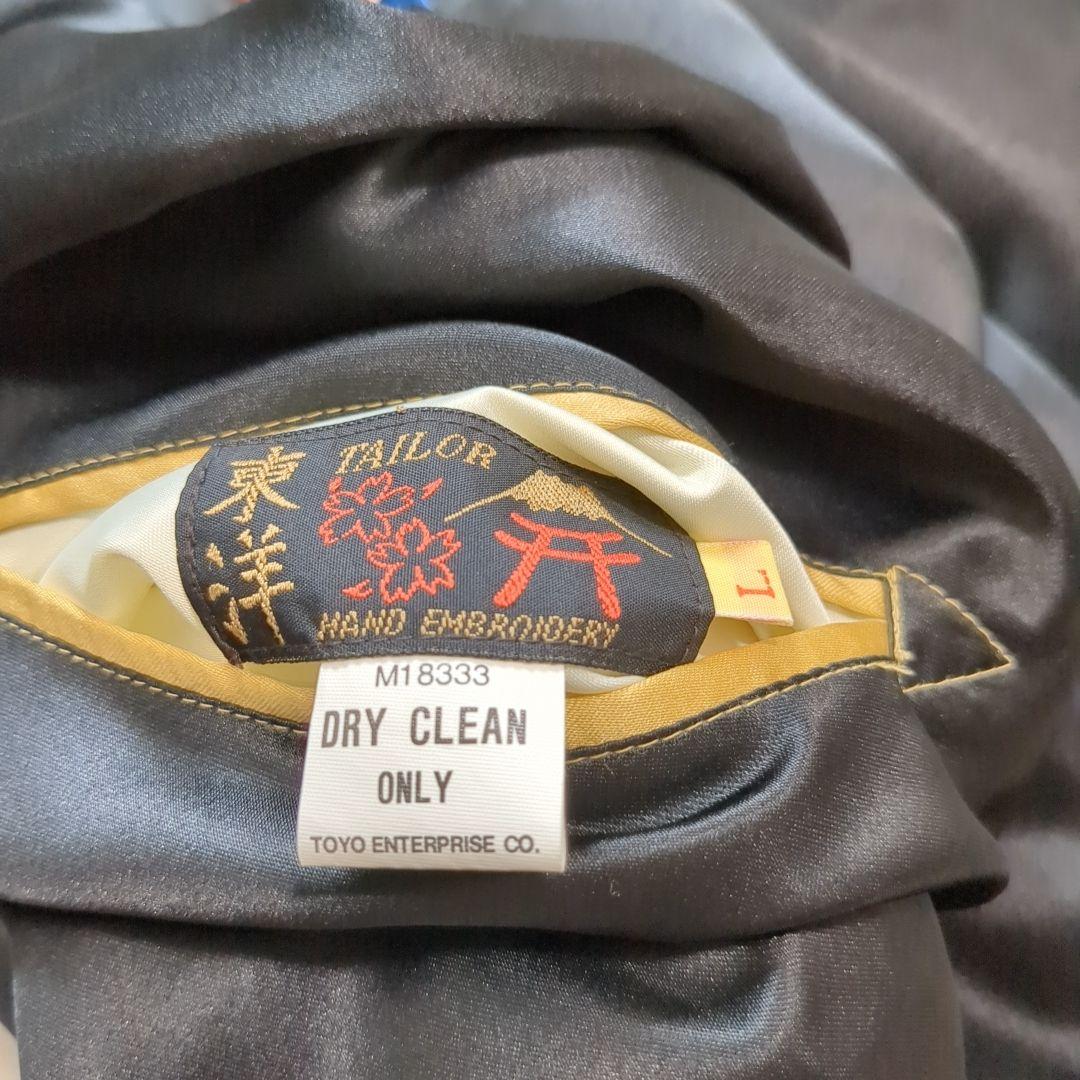 東洋
TAILOR
HAND EMBROIDERY
L
M18333
DRY CLEAN
ONLY
TOYO ENTERPRISE CO.